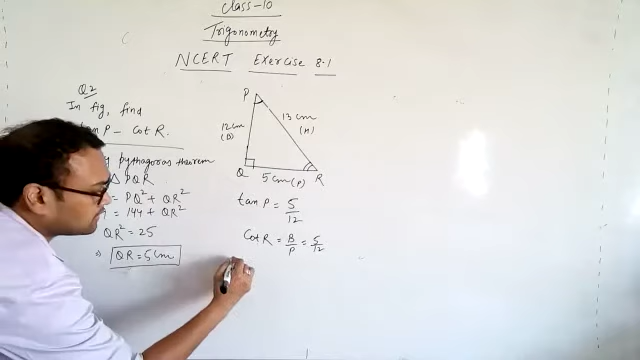 Class-10
Trigonometry
NCERT Exercise 8.1
Q2
In fig, find
tan P - Cot R.
by pythagoras theorem
△ PQR
= PQ² + QR²
= 144 + QR²
QR² = 25
⇒ QR = 5 cm
P
12 cm
(B)
13 cm
(H)
Q
5 cm (P)
R
tan P = 5/12
Cot R = B/P = 5/12